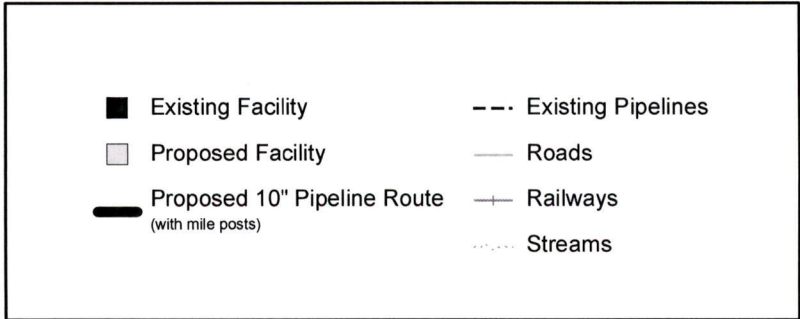 Existing Facility
Proposed Facility
Proposed 10" Pipeline Route
(with mile posts)
Existing Pipelines
Roads
Railways
Streams